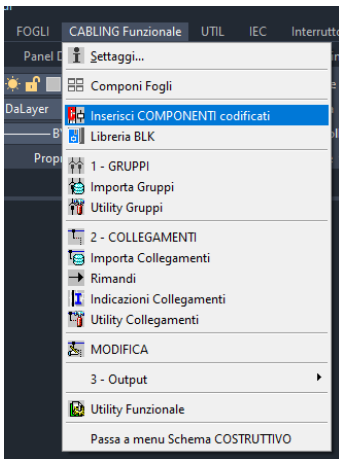 FOGLI CABLING Funzionale UTIL IEC Interrutto
Panel D
Settaggi...
Componi Fogli
DaLayer
Inserisci COMPONENTI codificati
Libreria BLK
1 - GRUPPI
Importa Gruppi
Utility Gruppi
2 - COLLEGAMENTI
Importa Collegamenti
Rimandi
Indicazioni Collegamenti
Utility Collegamenti
MODIFICA
3 - Output
Utility Funzionale
Passa a menu Schema COSTRUTTIVO